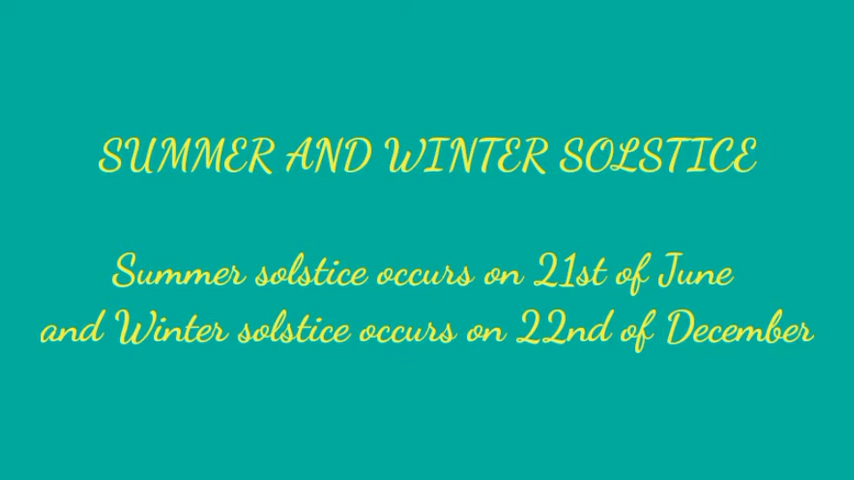 SUMMER AND WINTER SOLSTICE
Summer solstice occurs on 21st of June
and Winter solstice occurs on 22nd of December